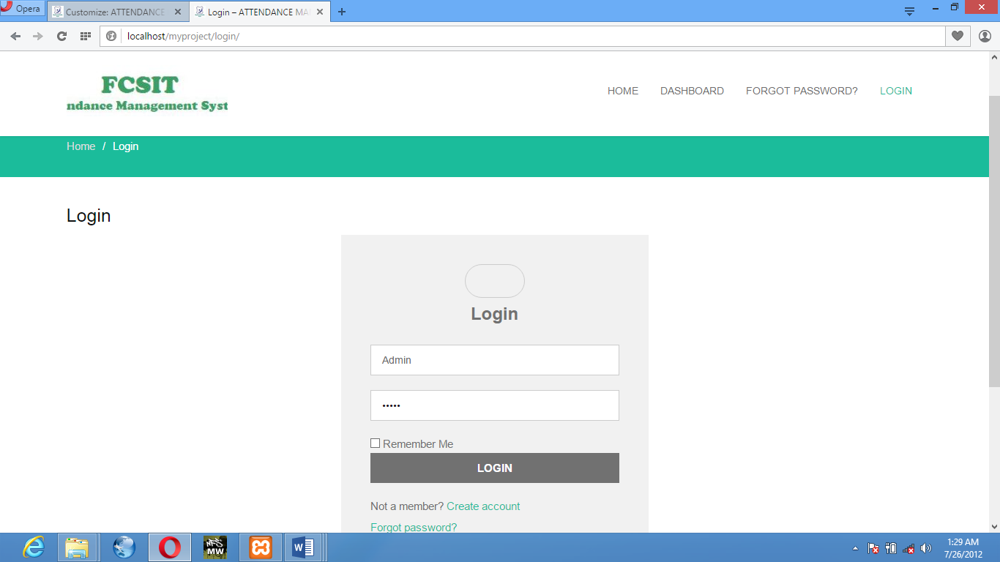 Opera
Customize: ATTENDANCE
Login – ATTENDANCE MA
localhost/myproject/login/
FCSIT
ndance Management Syst
HOME DASHBOARD FORGOT PASSWORD? LOGIN
Home / Login
Login
Login
Admin
•••••
Remember Me
LOGIN
Not a member? Create account
Forgot password?
NFS
MW
1:29 AM
7/26/2012